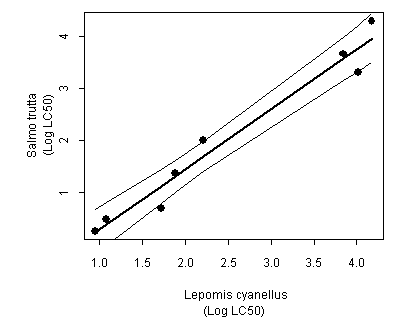 Salmo trutta
(Log LC50)
4
3
2
1
1.0 1.5 2.0 2.5 3.0 3.5 4.0
Lepomis cyanellus
(Log LC50)